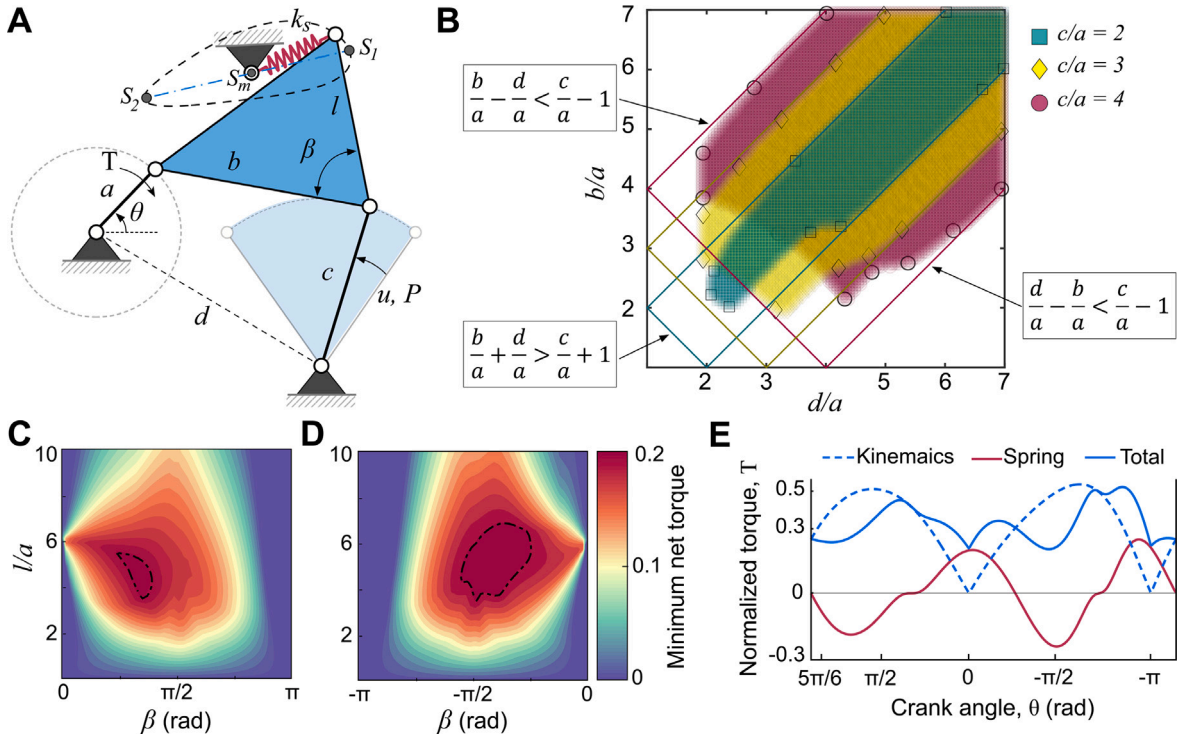 A
k_S
S_1
S_m
S_2
l
β
b
T
a
θ
c
u, P
d
B
7
6
5
4
3
2
b/a
2
3
4
5
6
7
d/a
c/a = 2
c/a = 3
c/a = 4
b/a − d/a < c/a − 1
b/a + d/a > c/a + 1
d/a − b/a < c/a − 1
C
10
6
2
l/a
0
π/2
π
β (rad)
D
10
6
2
-π
-π/2
0
β (rad)
0.2
0.1
0
Minimum net torque
E
Kinemaics
Spring
Total
0.5
0.3
0
-0.3
Normalized torque, T
5π/6
π/2
0
-π/2
-π
Crank angle, θ (rad)